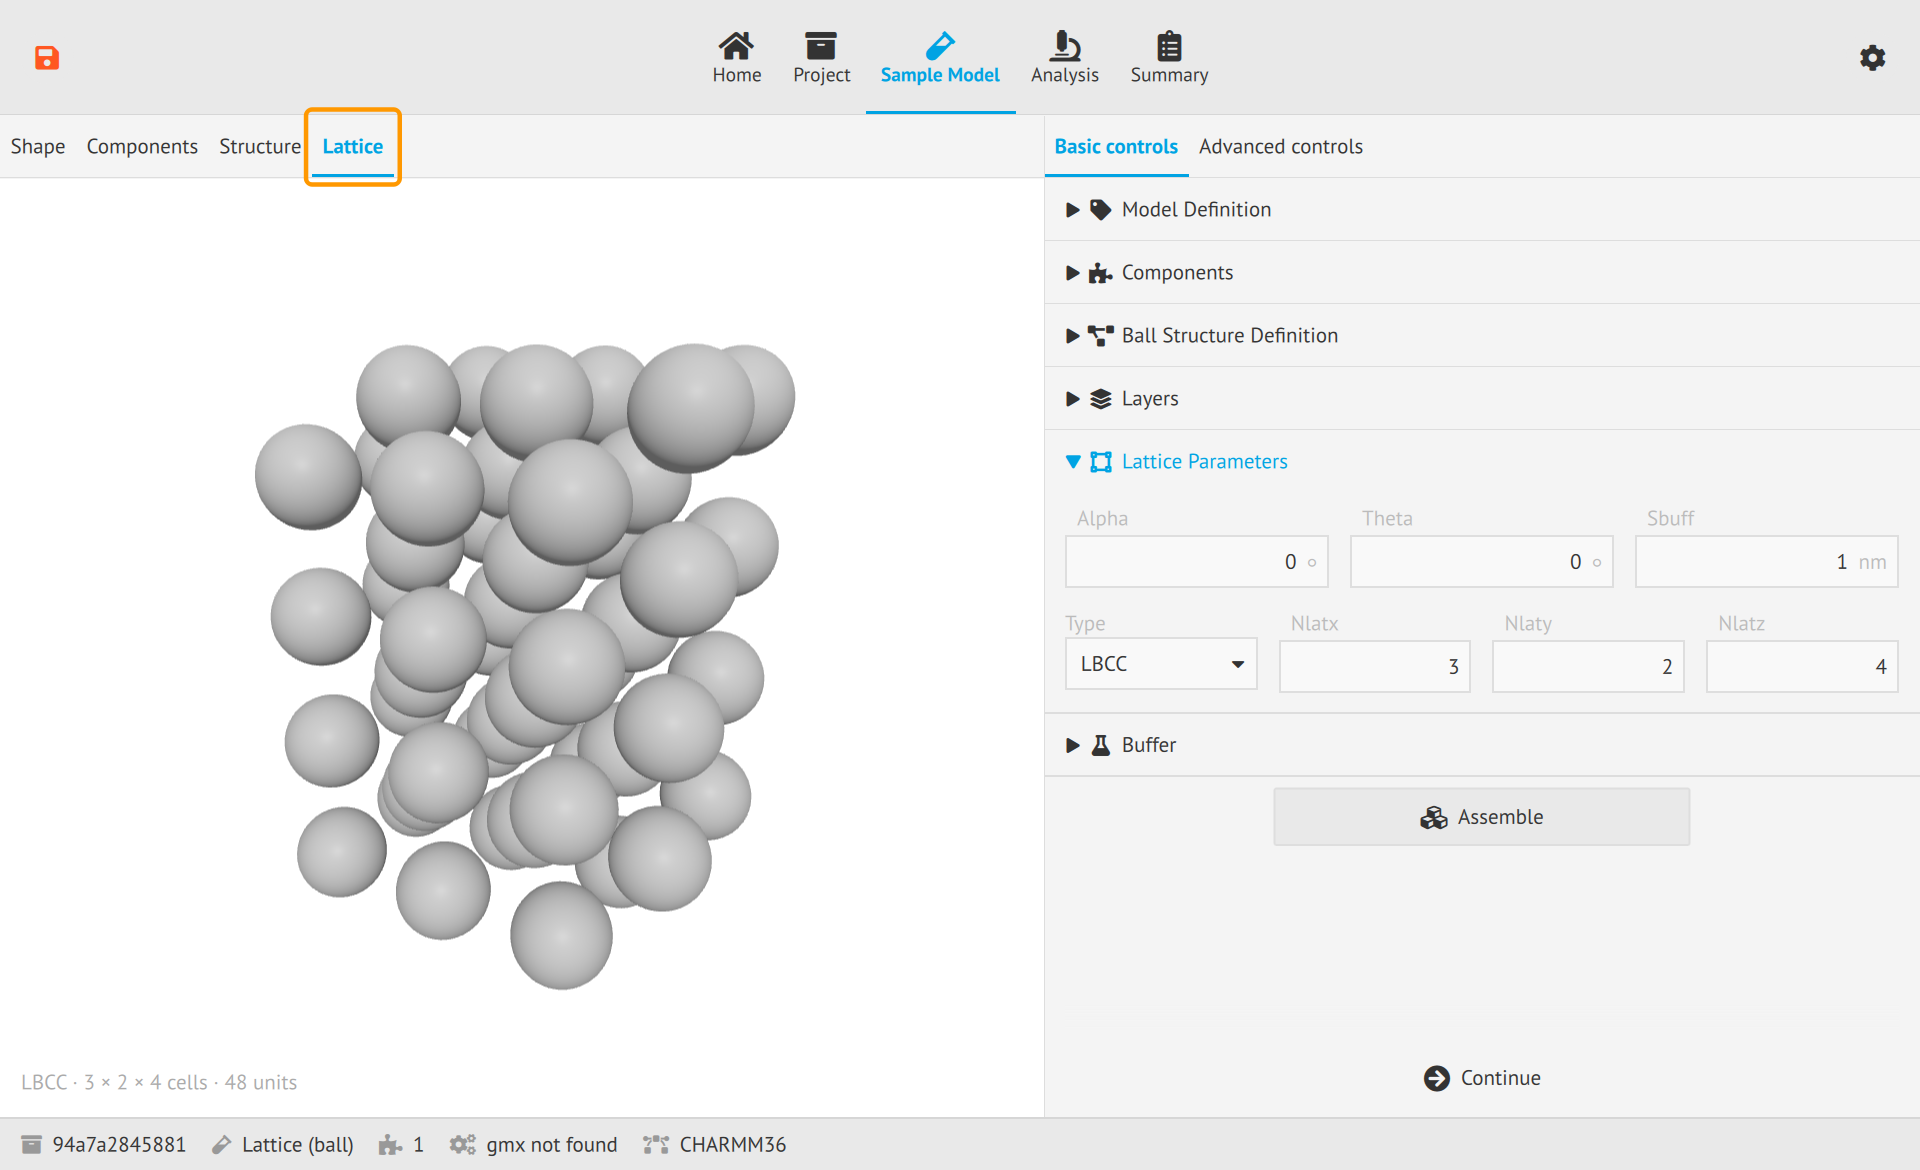 Home Project Sample Model Analysis Summary
Shape Components Structure Lattice
Basic controls Advanced controls
Model Definition
Components
Ball Structure Definition
Layers
Lattice Parameters
Alpha Theta Sbuff
0 ° 0 ° 1 nm
Type Nlatx Nlaty Nlatz
LBCC 3 2 4
Buffer
Assemble
Continue
LBCC · 3 × 2 × 4 cells · 48 units
94a7a2845881 Lattice (ball) 1 gmx not found CHARMM36